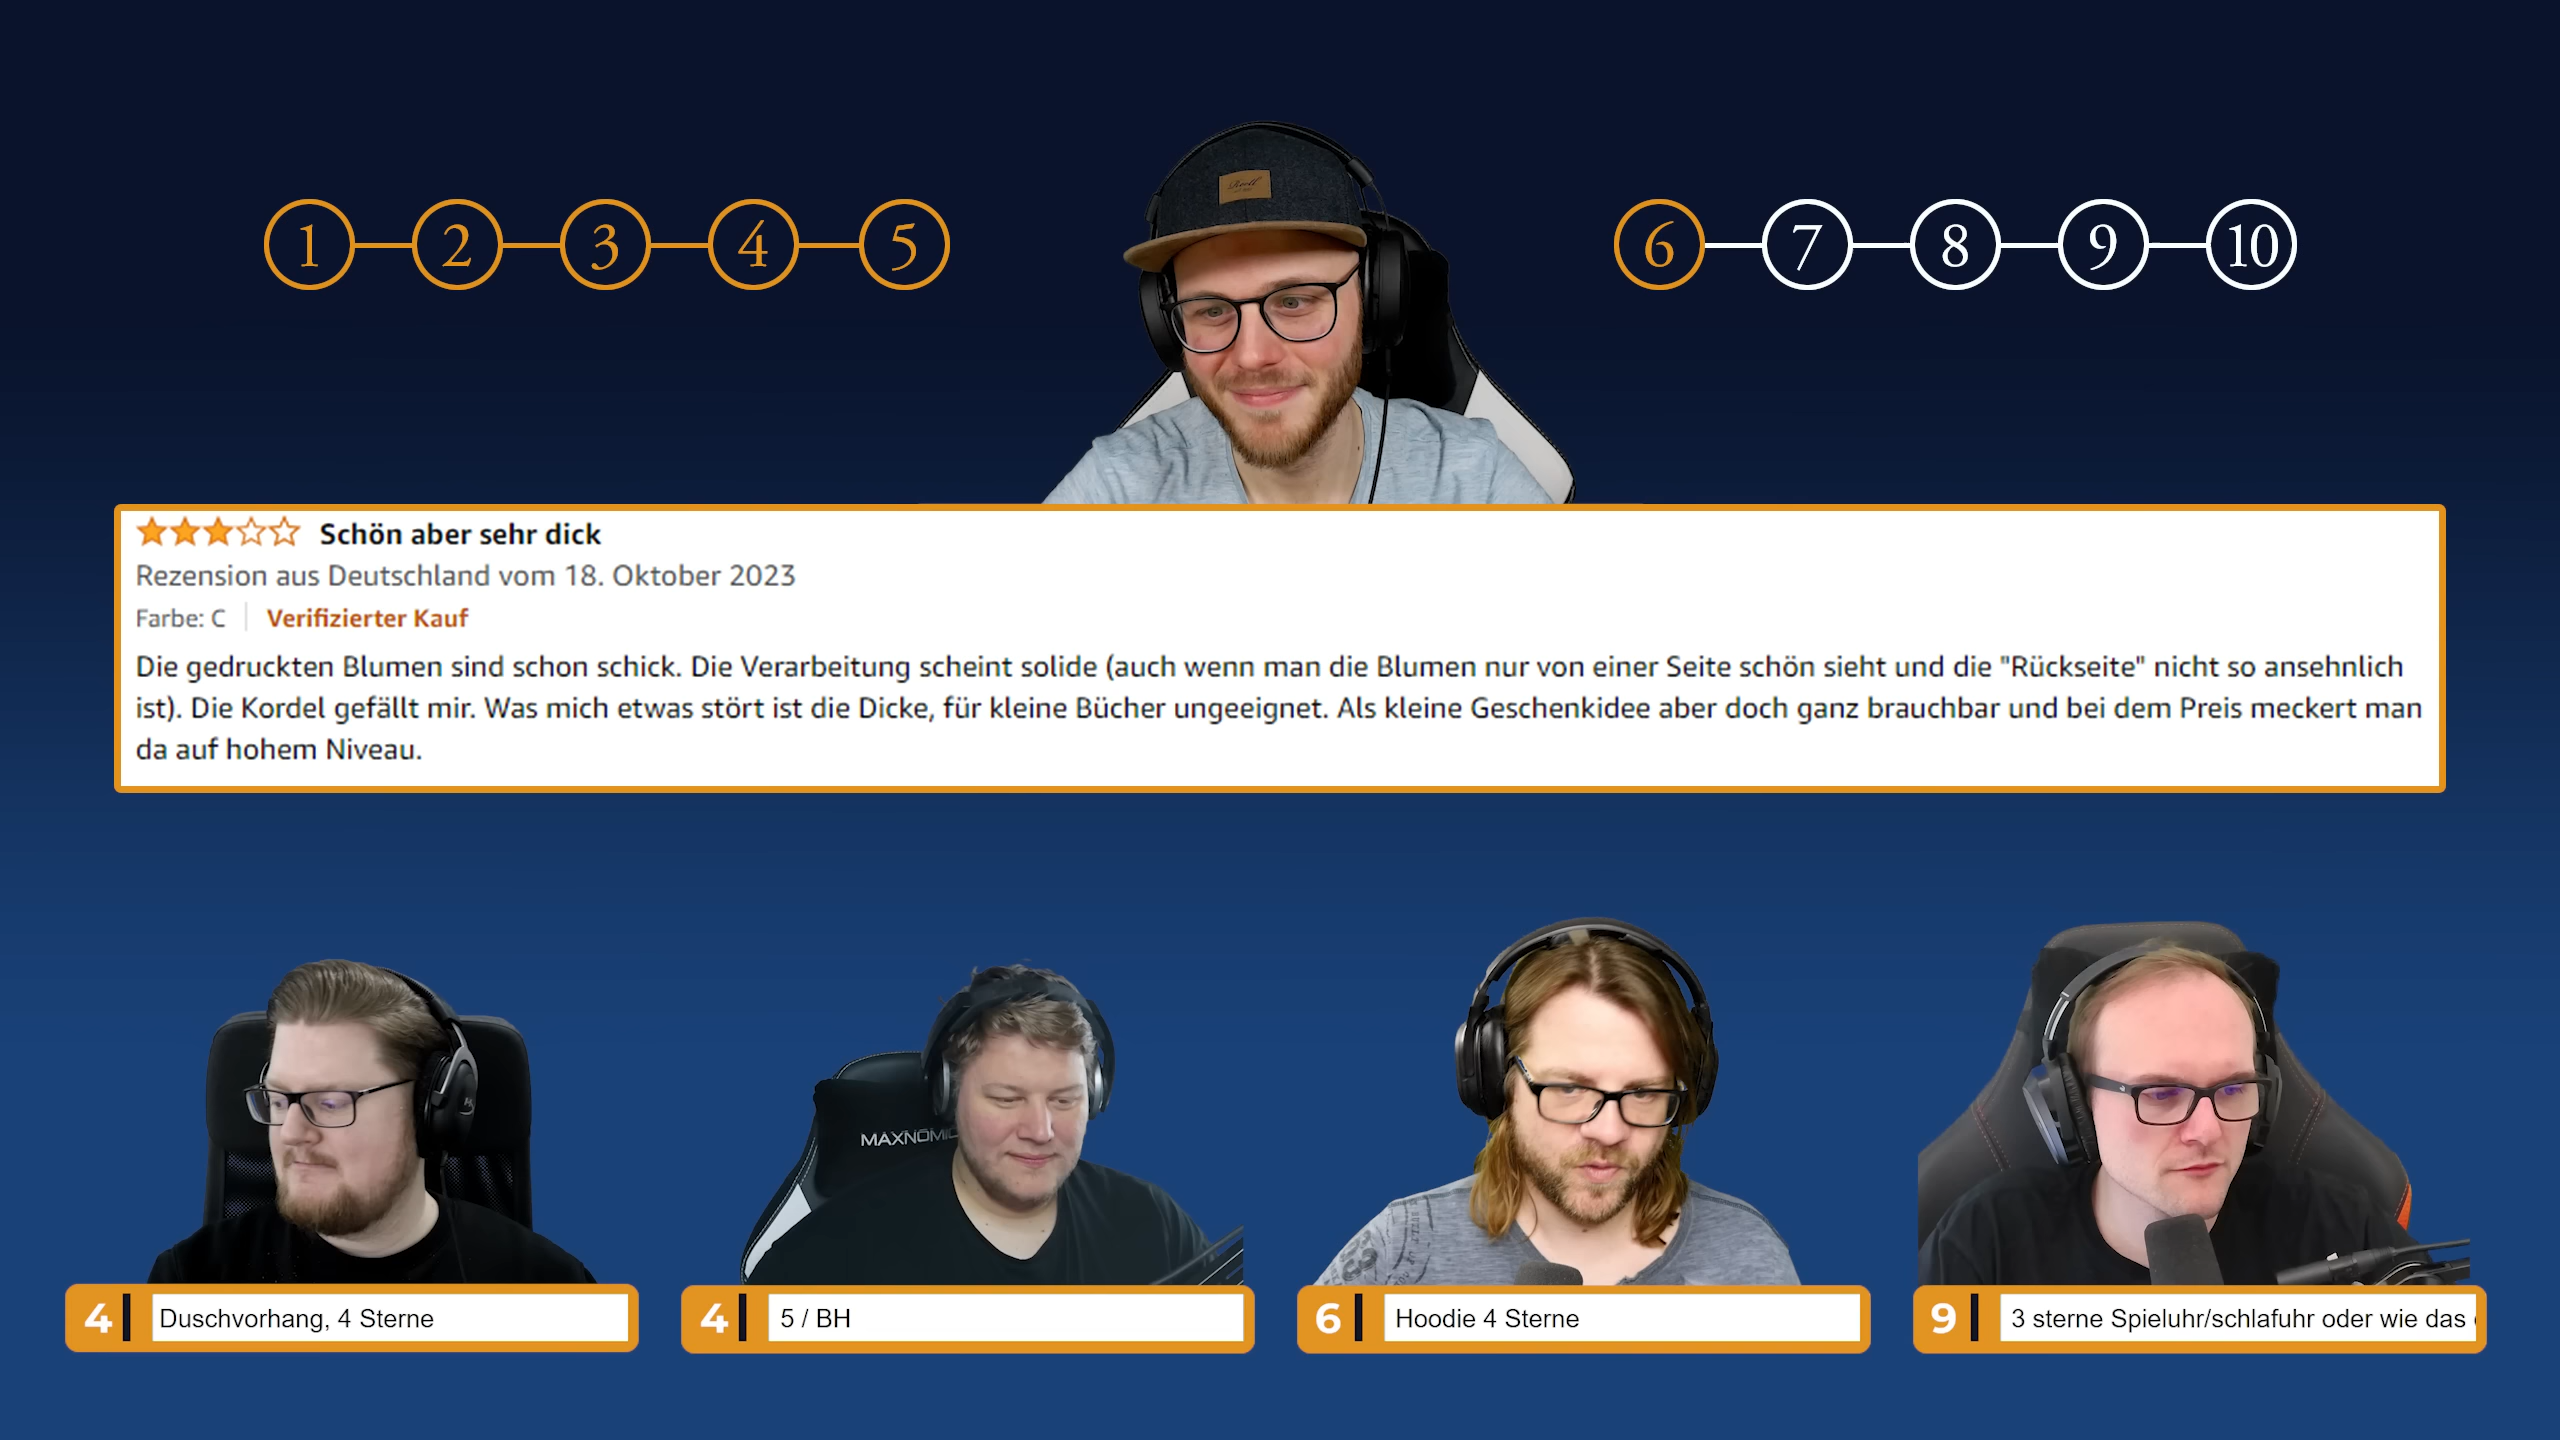 1 2 3 4 5
6 7 8 9 10
Schön aber sehr dick
Rezension aus Deutschland vom 18. Oktober 2023
Farbe: C | Verifizierter Kauf
Die gedruckten Blumen sind schon schick. Die Verarbeitung scheint solide (auch wenn man die Blumen nur von einer Seite schön sieht und die "Rückseite" nicht so ansehnlich
ist). Die Kordel gefällt mir. Was mich etwas stört ist die Dicke, für kleine Bücher ungeeignet. Als kleine Geschenkidee aber doch ganz brauchbar und bei dem Preis meckert man
da auf hohem Niveau.
MAXNOMIC
4 | Duschvorhang, 4 Sterne
4 | 5 / BH
6 | Hoodie 4 Sterne
9 | 3 sterne Spieluhr/schlafuhr oder wie das